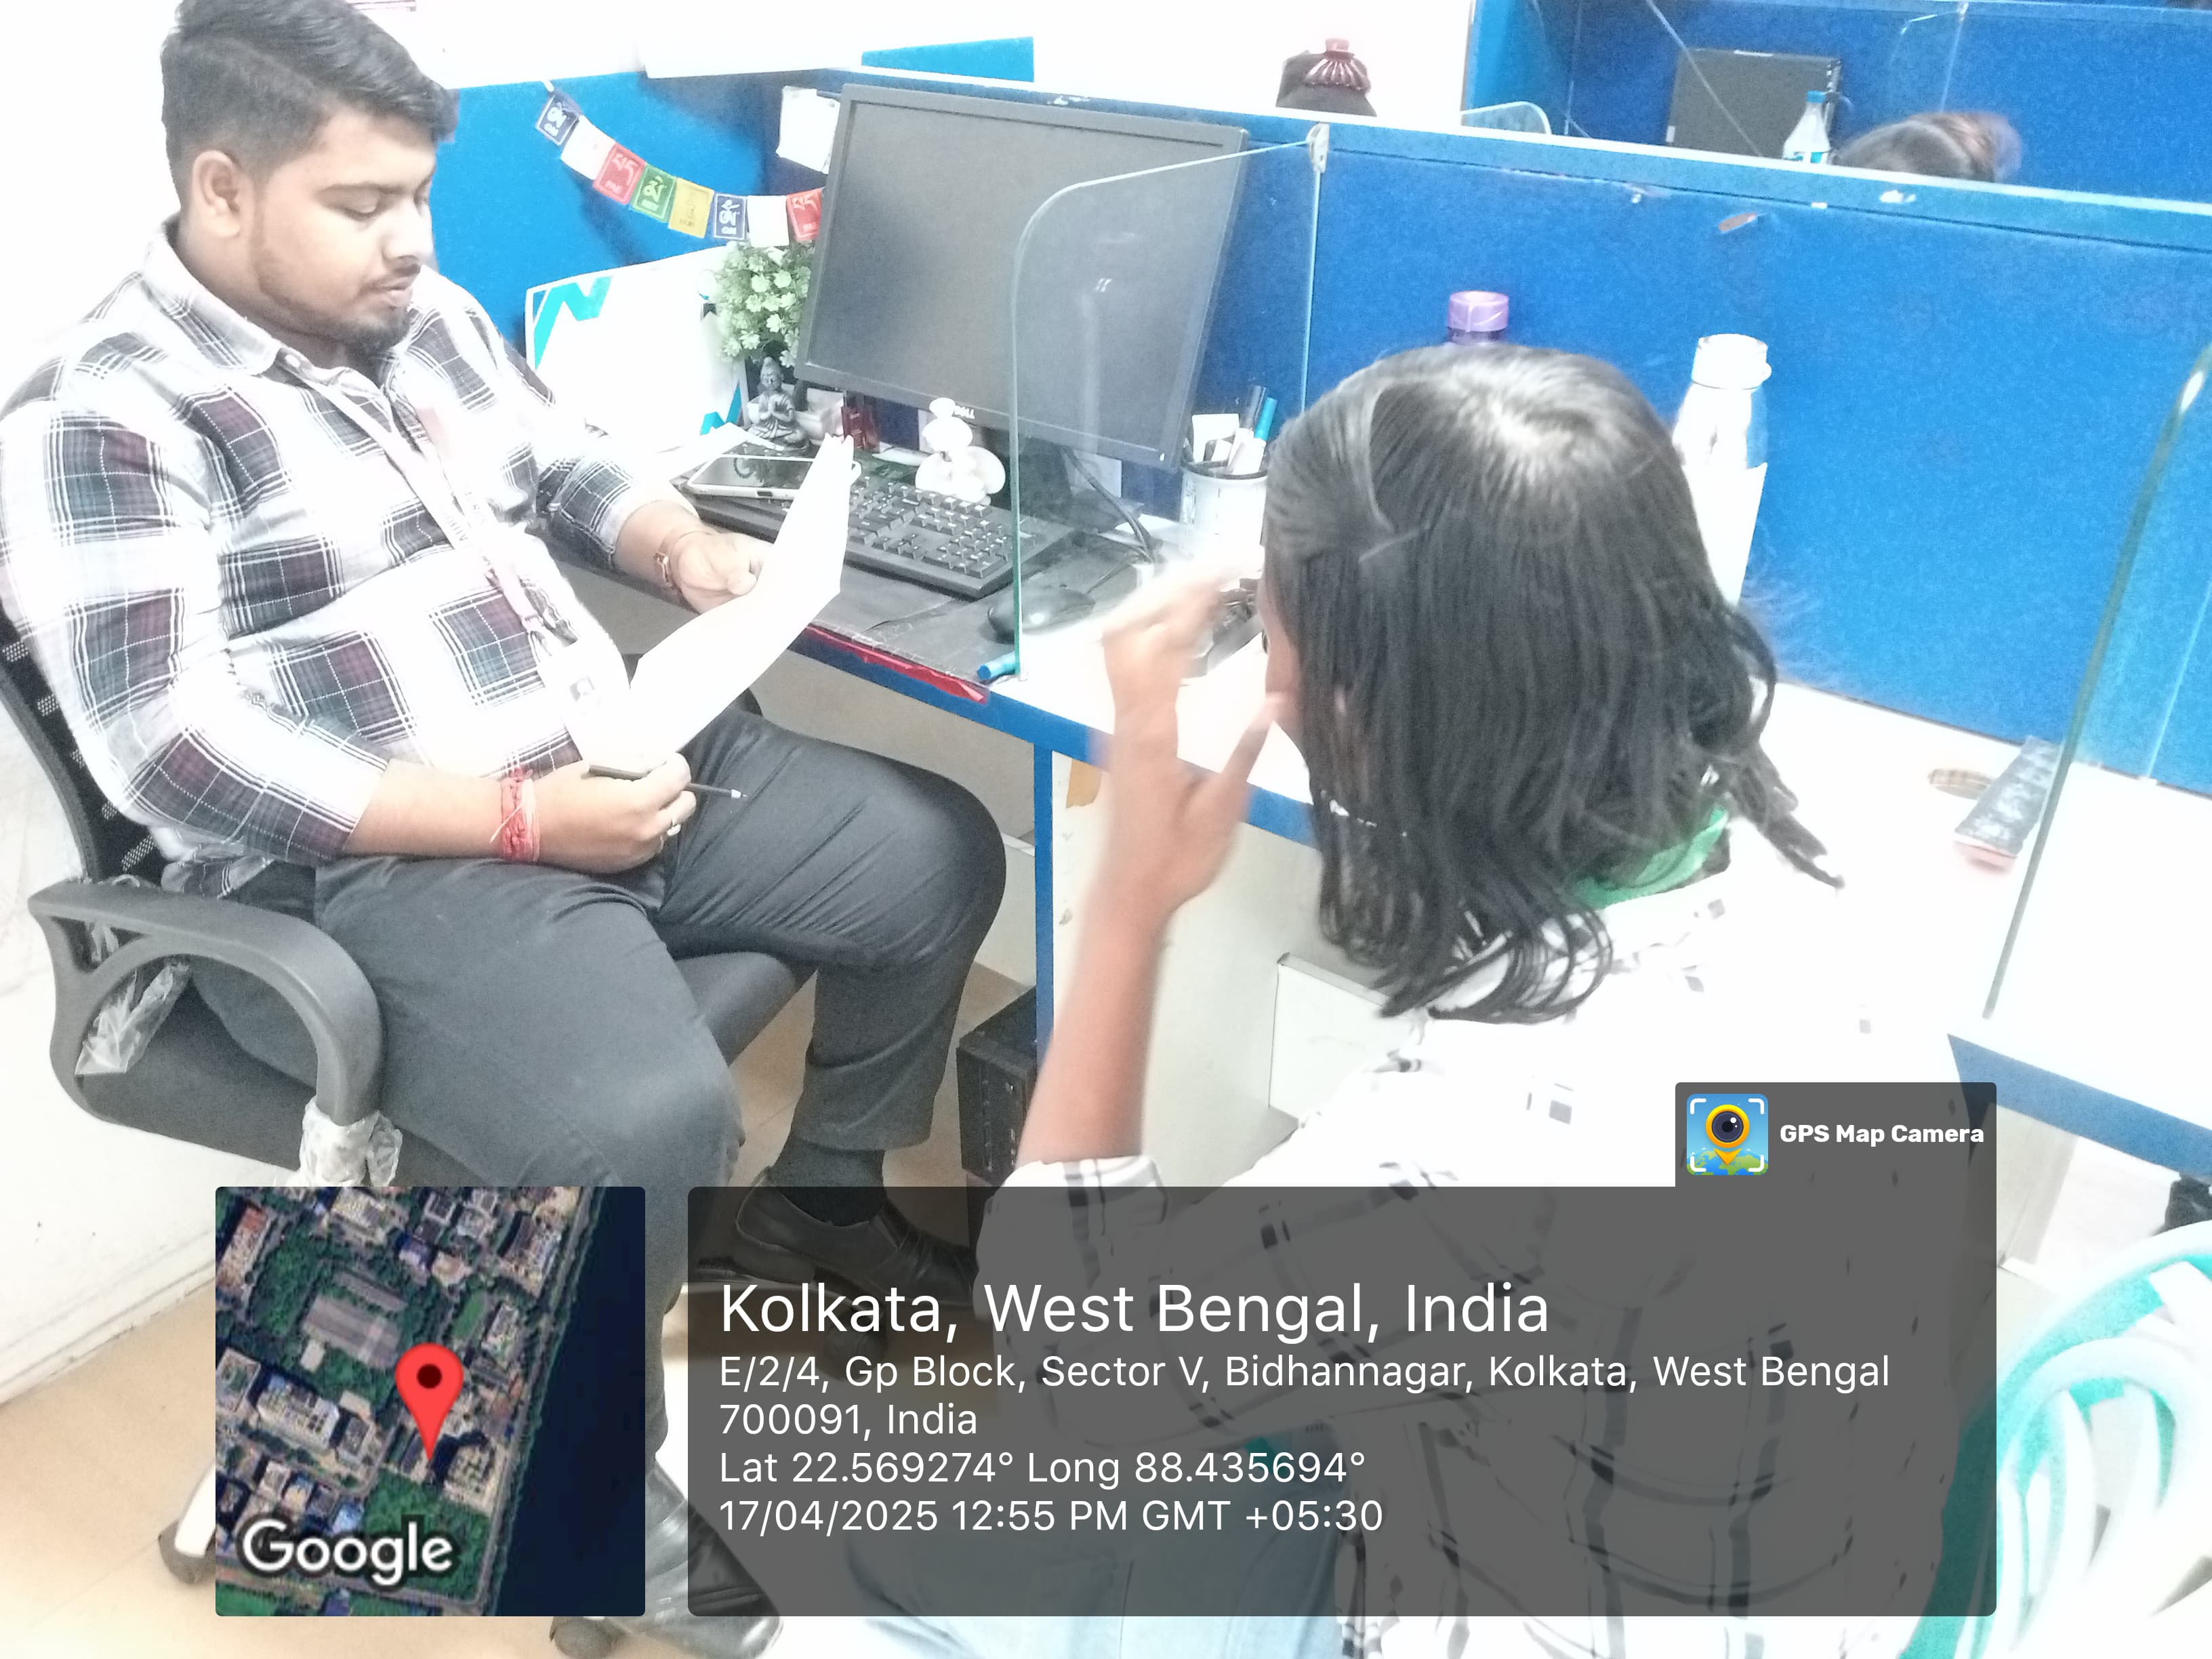 DELL
GPS Map Camera
Kolkata, West Bengal, India
E/2/4, Gp Block, Sector V, Bidhannagar, Kolkata, West Bengal
700091, India
Lat 22.569274° Long 88.435694°
17/04/2025 12:55 PM GMT +05:30
Google